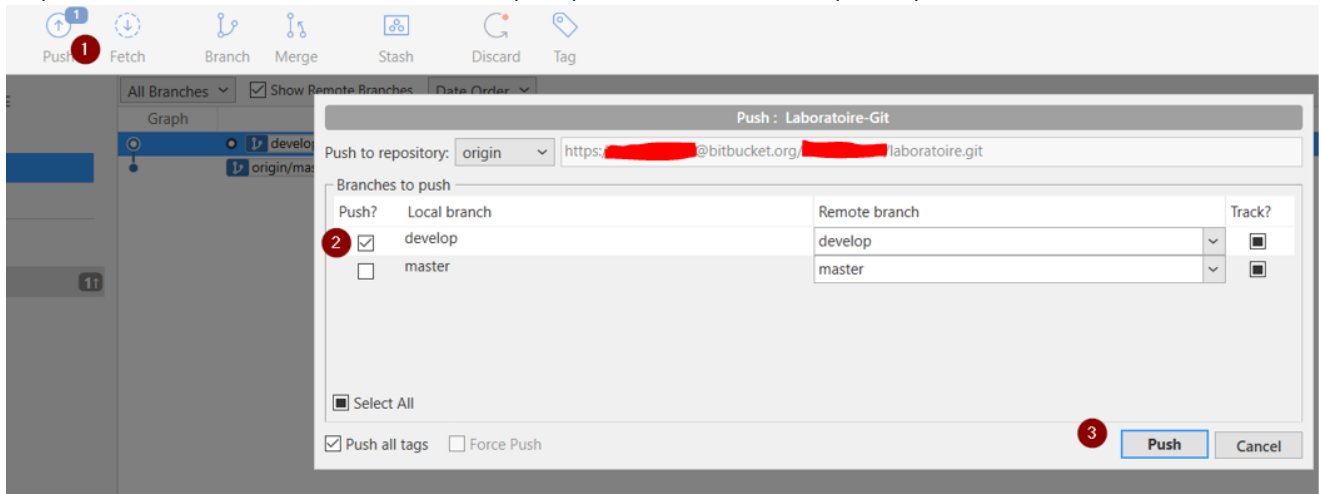 1
Push 1 Fetch Branch Merge Stash Discard Tag
All Branches Show Remote Branches Date Order
Graph
Push : Laboratoire-Git
develop
Push to repository: origin https:/ @bitbucket.org/ /laboratoire.git
origin/mas
Branches to push
Push? Local branch Remote branch Track?
2 develop develop
master master
1↑
Select All
Push all tags Force Push
3 Push Cancel